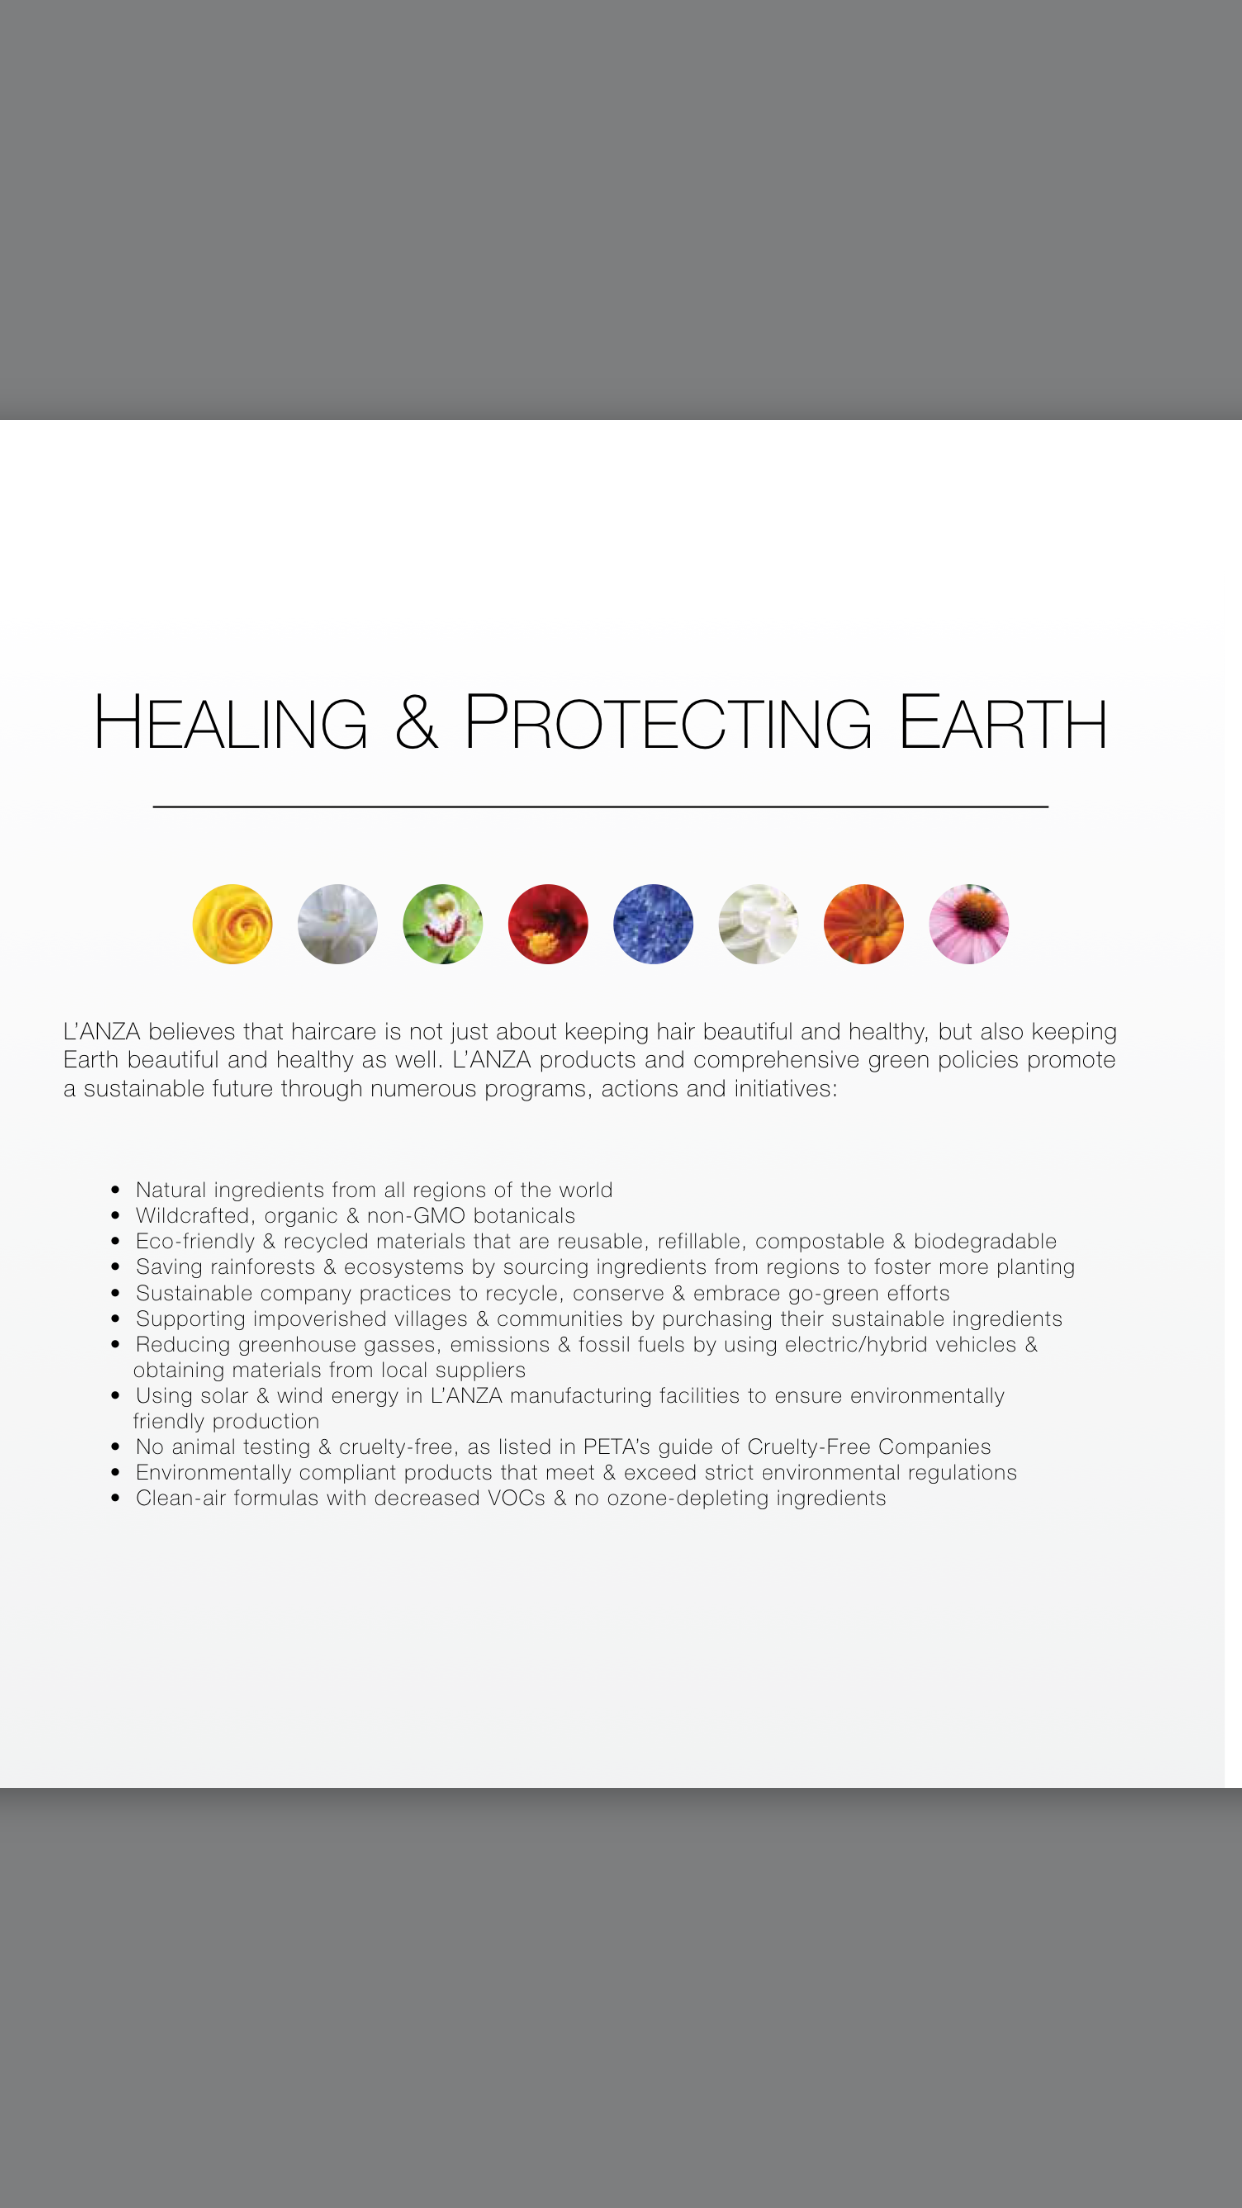 HEALING & PROTECTING EARTH
L'ANZA believes that haircare is not just about keeping hair beautiful and healthy, but also keeping
Earth beautiful and healthy as well. L'ANZA products and comprehensive green policies promote
a sustainable future through numerous programs, actions and initiatives:
• Natural ingredients from all regions of the world
• Wildcrafted, organic & non-GMO botanicals
• Eco-friendly & recycled materials that are reusable, refillable, compostable & biodegradable
• Saving rainforests & ecosystems by sourcing ingredients from regions to foster more planting
• Sustainable company practices to recycle, conserve & embrace go-green efforts
• Supporting impoverished villages & communities by purchasing their sustainable ingredients
• Reducing greenhouse gasses, emissions & fossil fuels by using electric/hybrid vehicles &
obtaining materials from local suppliers
• Using solar & wind energy in L'ANZA manufacturing facilities to ensure environmentally
friendly production
• No animal testing & cruelty-free, as listed in PETA's guide of Cruelty-Free Companies
• Environmentally compliant products that meet & exceed strict environmental regulations
• Clean-air formulas with decreased VOCs & no ozone-depleting ingredients